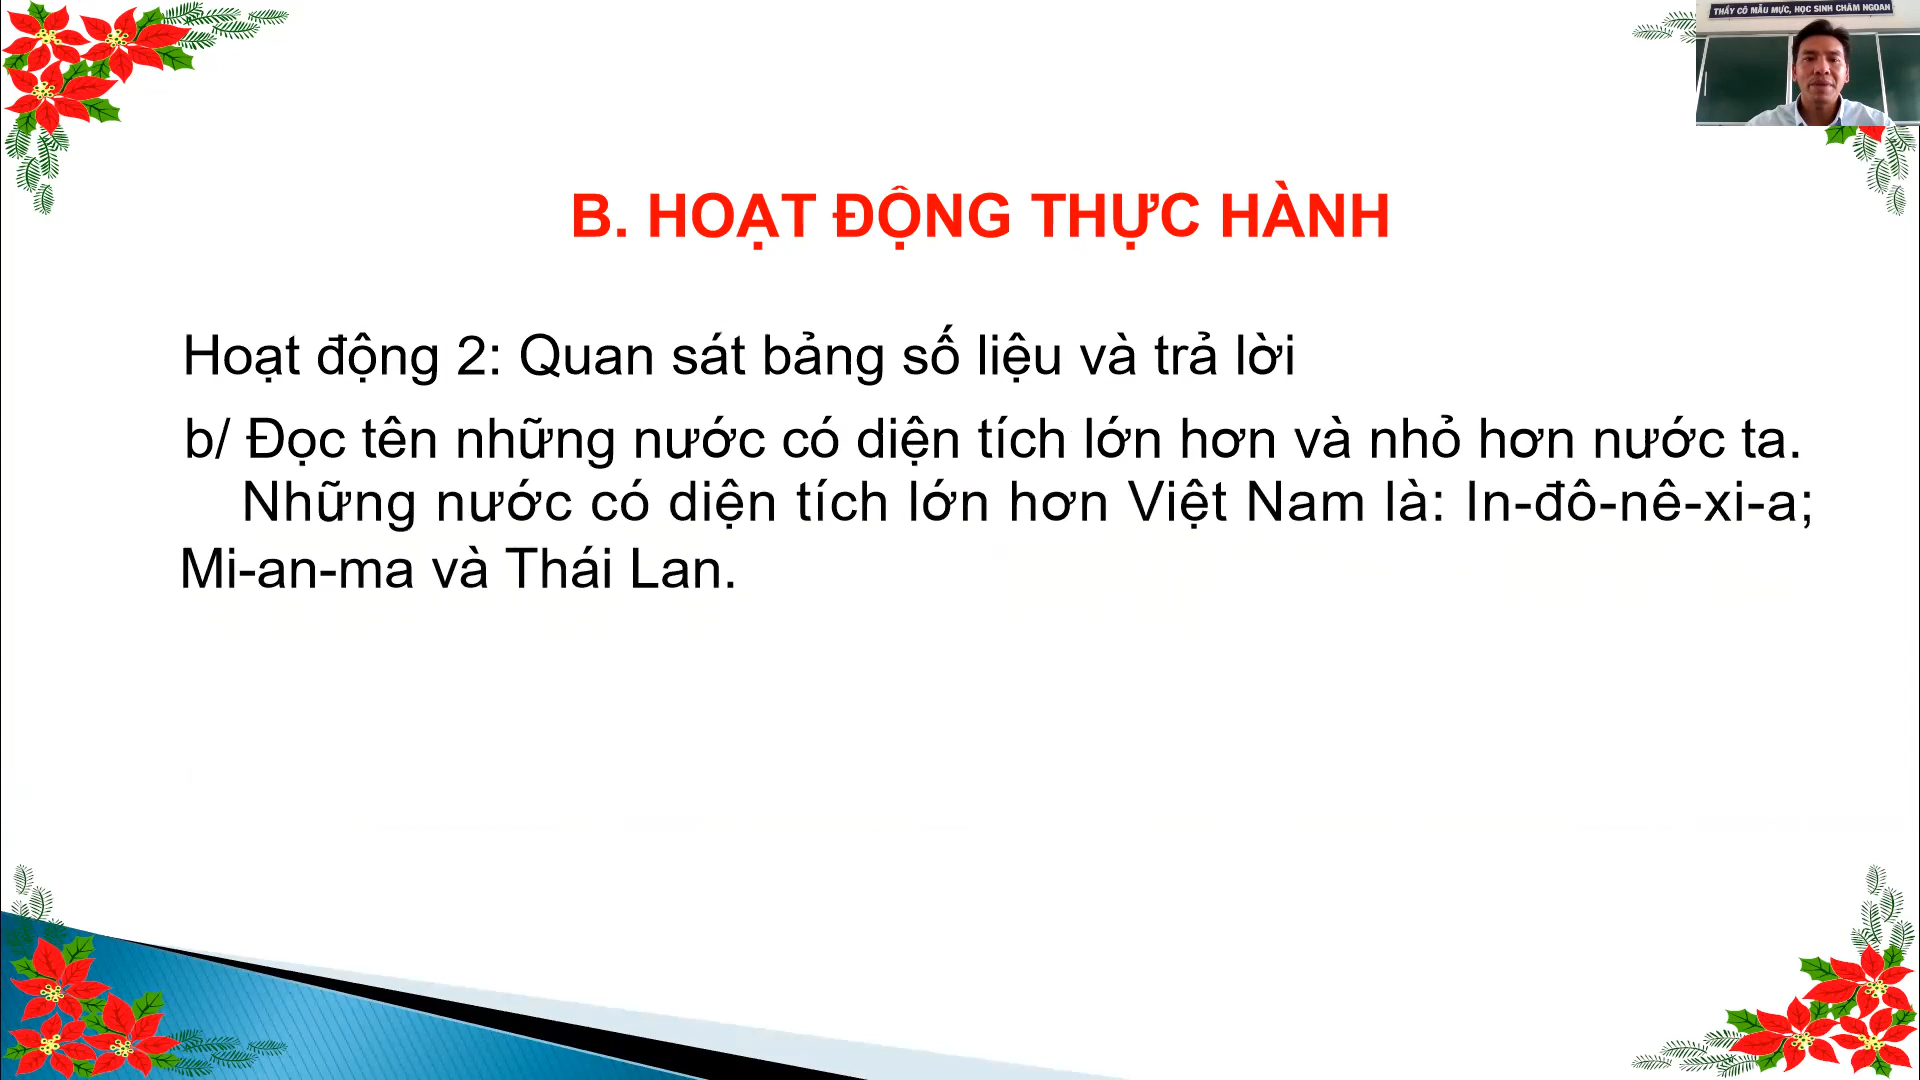 THẦY CÔ MẪU MỰC, HỌC SINH CHĂM NGOAN
B. HOẠT ĐỘNG THỰC HÀNH
Hoạt động 2: Quan sát bảng số liệu và trả lời
b/ Đọc tên những nước có diện tích lớn hơn và nhỏ hơn nước ta.
Những nước có diện tích lớn hơn Việt Nam là: In-đô-nê-xi-a;
Mi-an-ma và Thái Lan.